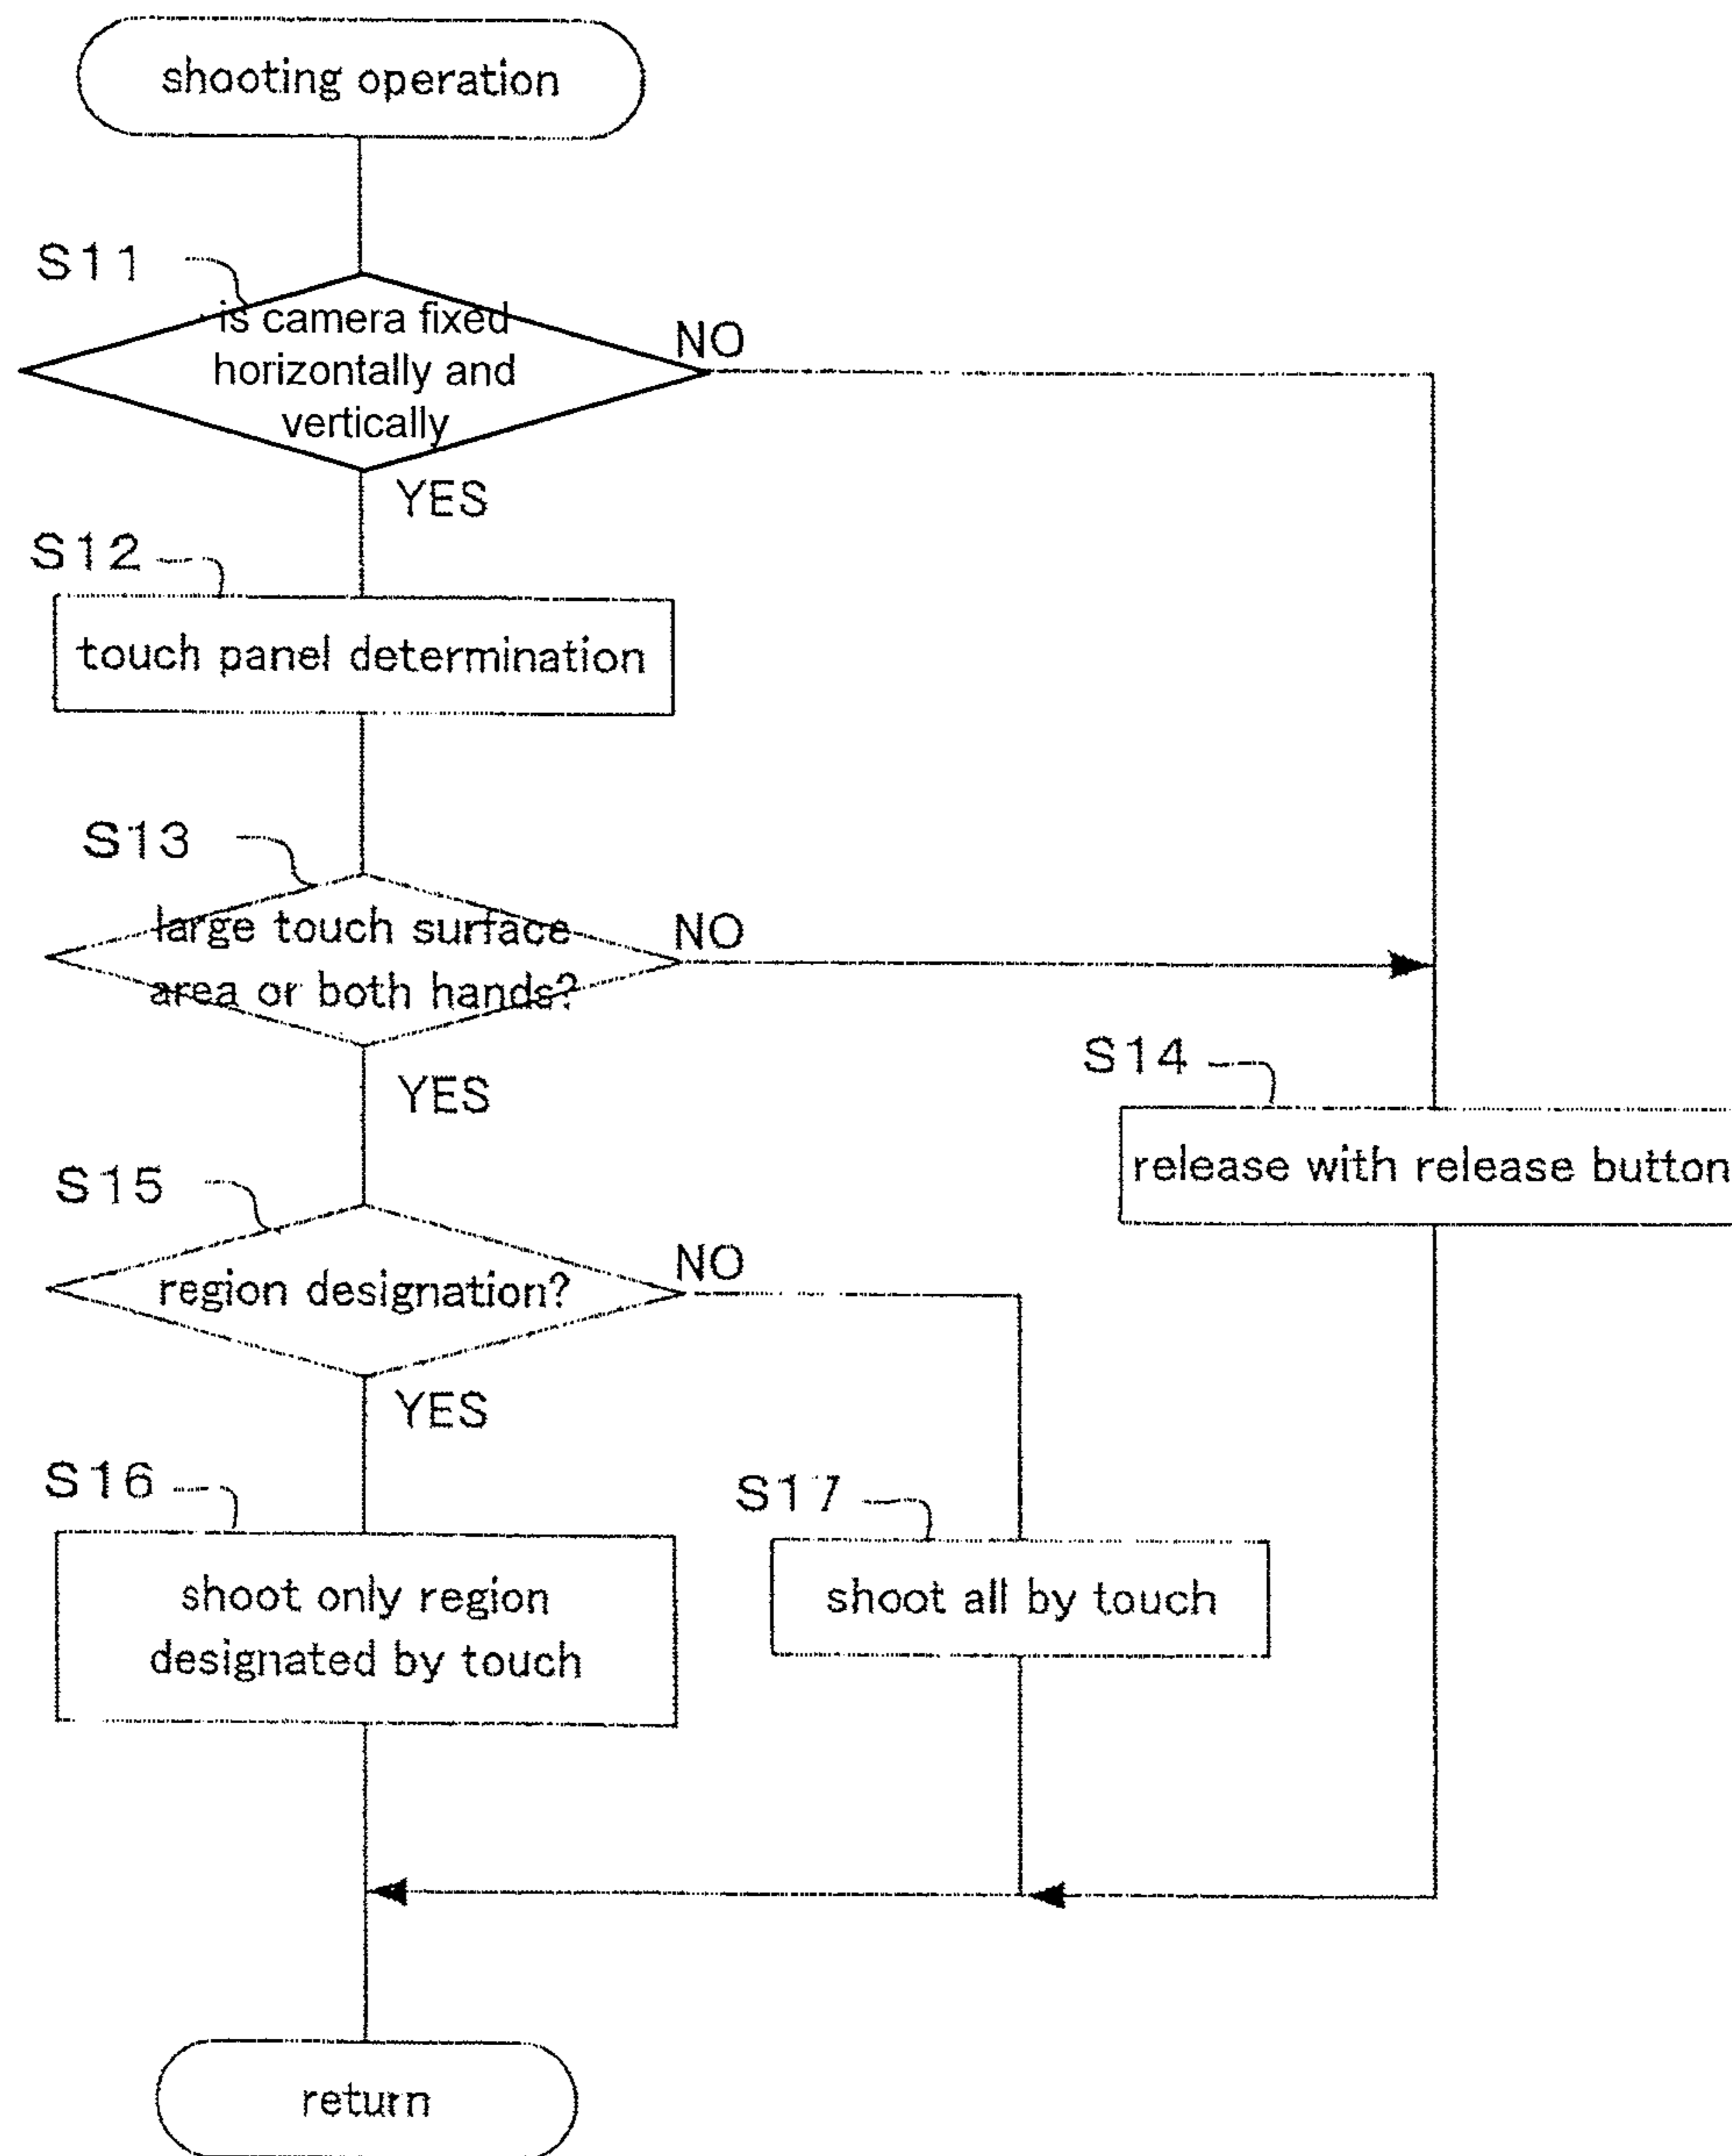 shooting operation
S11
is camera fixed
horizontally and
vertically
NO
YES
S12
touch panel determination
S13
large touch surface
area or both hands?
NO
YES
S14
release with release button
S15
region designation?
NO
YES
S16
shoot only region
designated by touch
S17
shoot all by touch
return